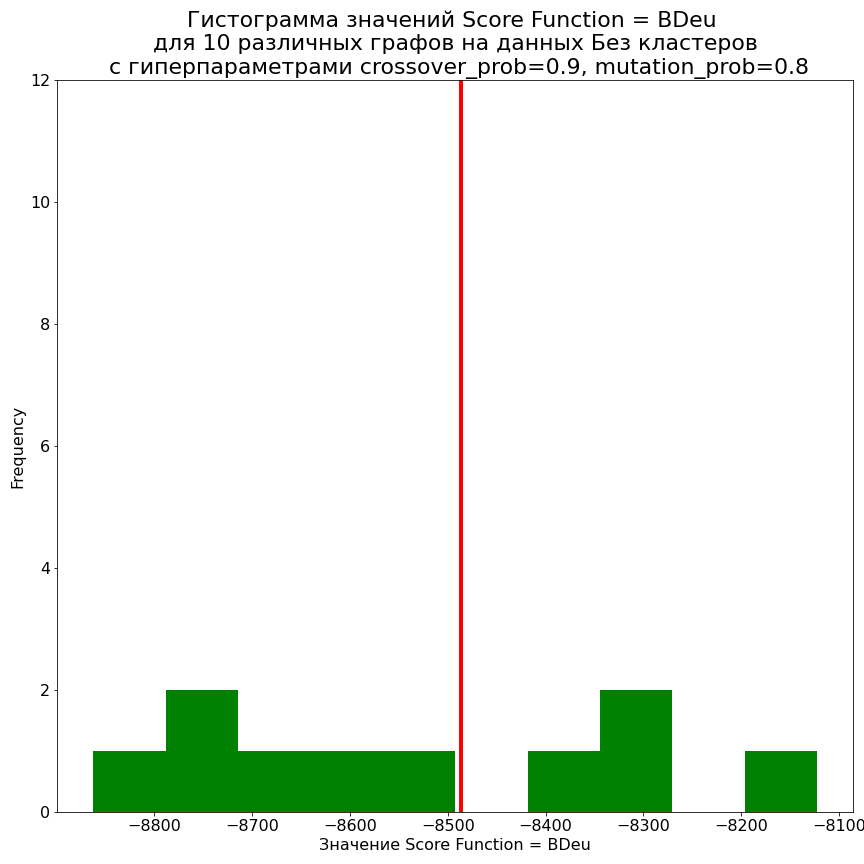 Гистограмма значений Score Function = BDeu
для 10 различных графов на данных Без кластеров
с гиперпараметрами crossover_prob=0.9, mutation_prob=0.8
12
10
8
6
4
2
0
Frequency
−8800 −8700 −8600 −8500 −8400 −8300 −8200 −8100
Значение Score Function = BDeu